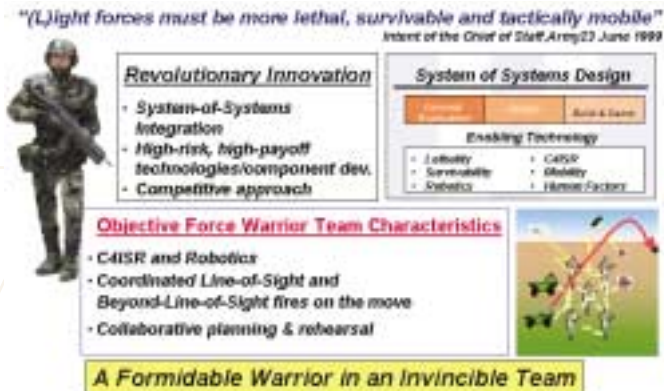 "(L)ight forces must be more lethal, survivable and tactically mobile"
Intent of the Chief of Staff, Army 23 June 1999
Revolutionary Innovation
· System-of-Systems
Integration
· High-risk, high-payoff
technologies/component dev.
· Competitive approach
System of Systems Design
Build &
Enabling Technology
• Lethality
• Survivability
• Robotics
• C4ISR
• Mobility
• Human Factors
Objective Force Warrior Team Characteristics
· C4ISR and Robotics
· Coordinated Line-of-Sight and
Beyond-Line-of-Sight fires on the move
· Collaborative planning & rehearsal
A Formidable Warrior in an Invincible Team